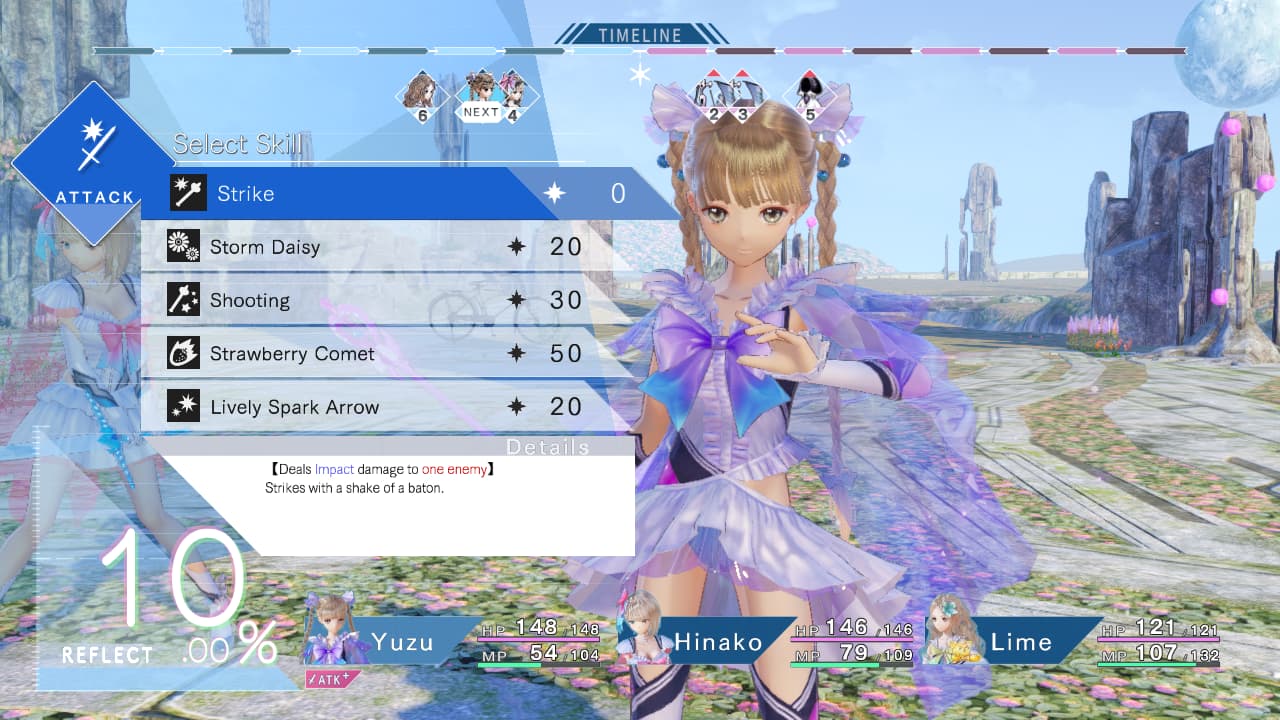 TIMELINE
6
NEXT
4
2
3
5
Select Skill
ATTACK
Strike 0
Storm Daisy 20
Shooting 30
Strawberry Comet 50
Lively Spark Arrow 20
Details
【Deals Impact damage to one enemy】
Strikes with a shake of a baton.
10
.00%
REFLECT
Yuzu
HP 148 /148
MP 54 /104
ATK+
Hinako
HP 146 /146
MP 79 /109
Lime
HP 121 /121
MP 107 /132